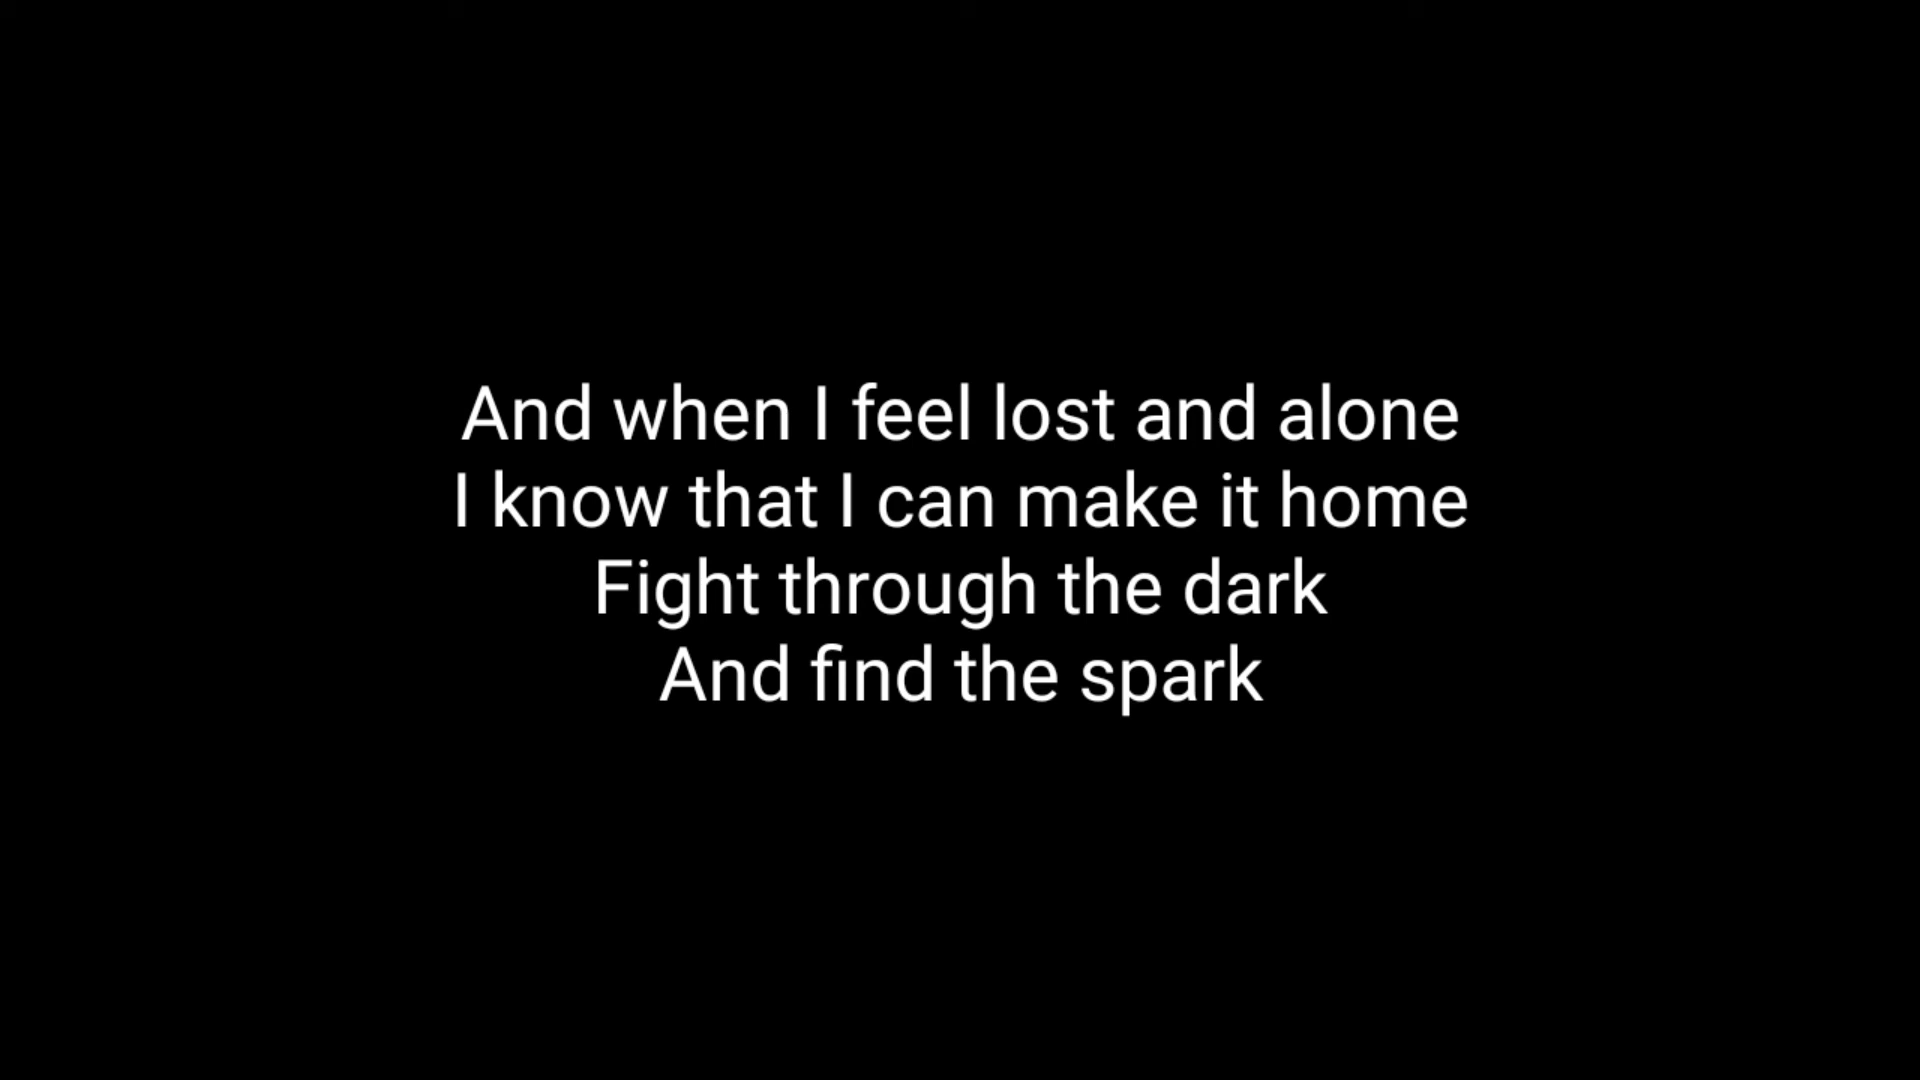 And when I feel lost and alone
I know that I can make it home
Fight through the dark
And find the spark